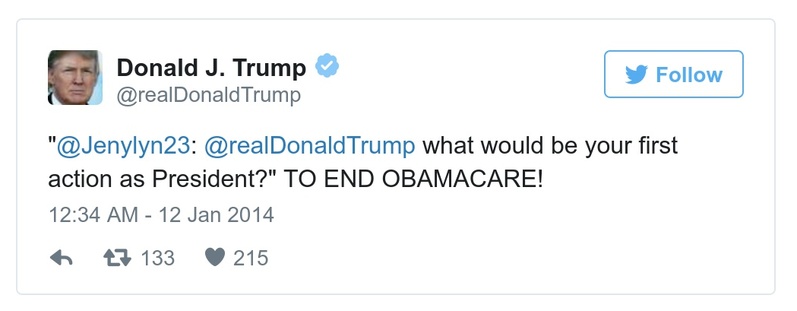 Donald J. Trump
@realDonaldTrump
Follow
"@Jenylyn23: @realDonaldTrump what would be your first
action as President?" TO END OBAMACARE!
12:34 AM - 12 Jan 2014
133 215